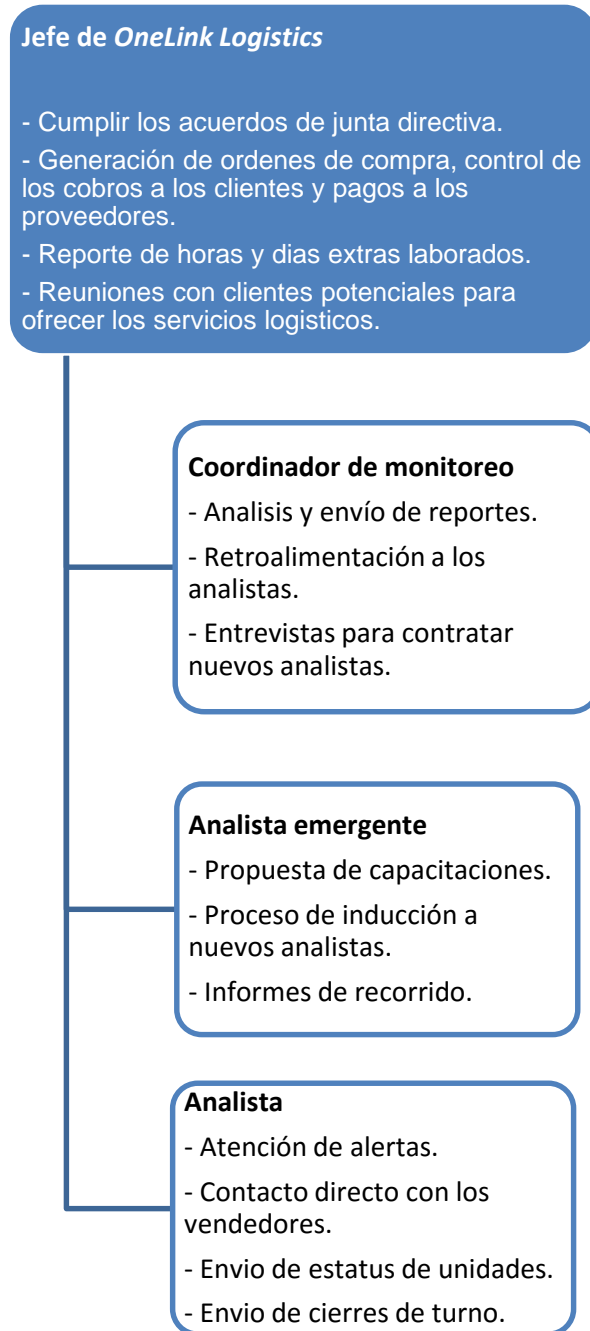 Jefe de OneLink Logistics
- Cumplir los acuerdos de junta directiva.
- Generación de ordenes de compra, control de
los cobros a los clientes y pagos a los
proveedores.
- Reporte de horas y dias extras laborados.
- Reuniones con clientes potenciales para
ofrecer los servicios logisticos.
Coordinador de monitoreo
- Analisis y envío de reportes.
- Retroalimentación a los
analistas.
- Entrevistas para contratar
nuevos analistas.
Analista emergente
- Propuesta de capacitaciones.
- Proceso de inducción a
nuevos analistas.
- Informes de recorrido.
Analista
- Atención de alertas.
- Contacto directo con los
vendedores.
- Envio de estatus de unidades.
- Envio de cierres de turno.